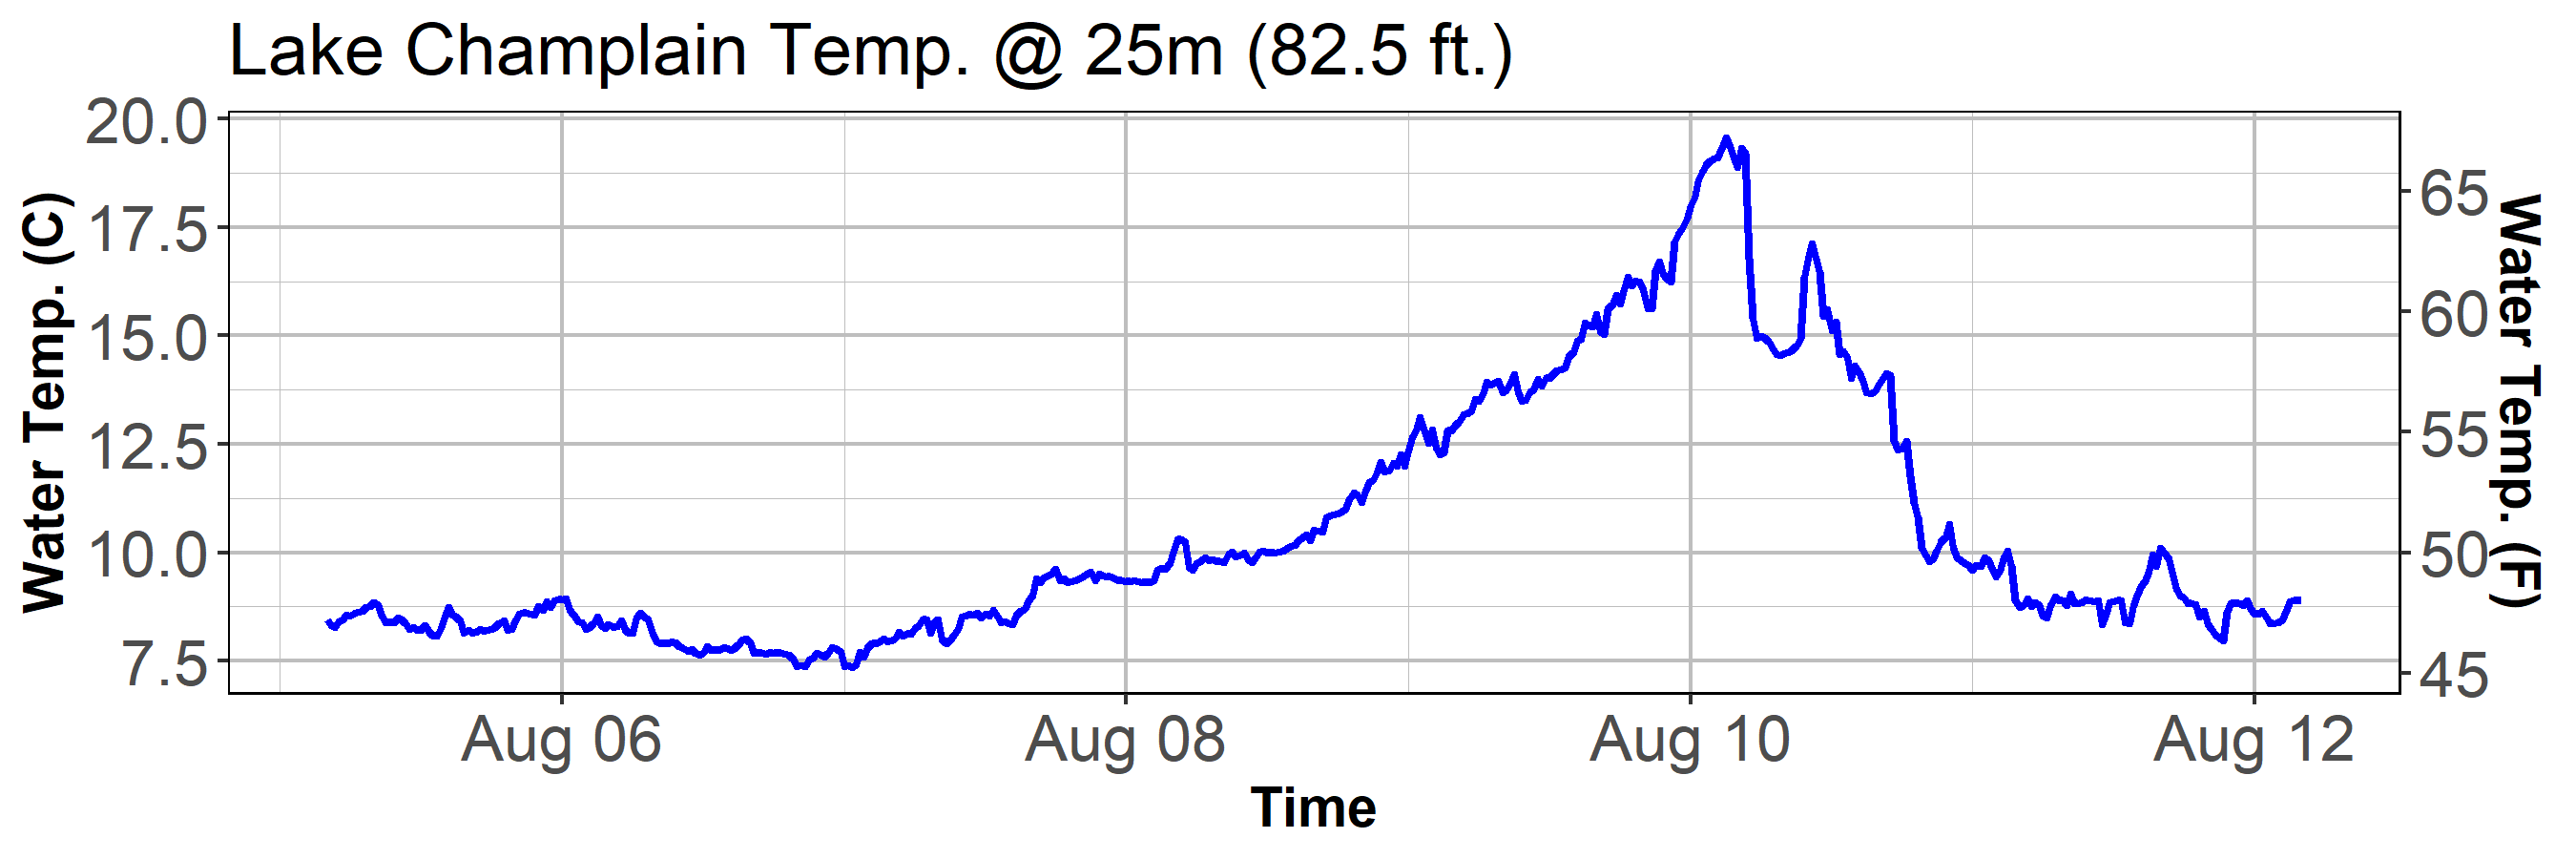 Lake Champlain Temp. @ 25m (82.5 ft.)
Water Temp. (C)
20.0
17.5
15.0
12.5
10.0
7.5
65
60
55
50
45
Water Temp. (F)
Aug 06 Aug 08 Aug 10 Aug 12
Time